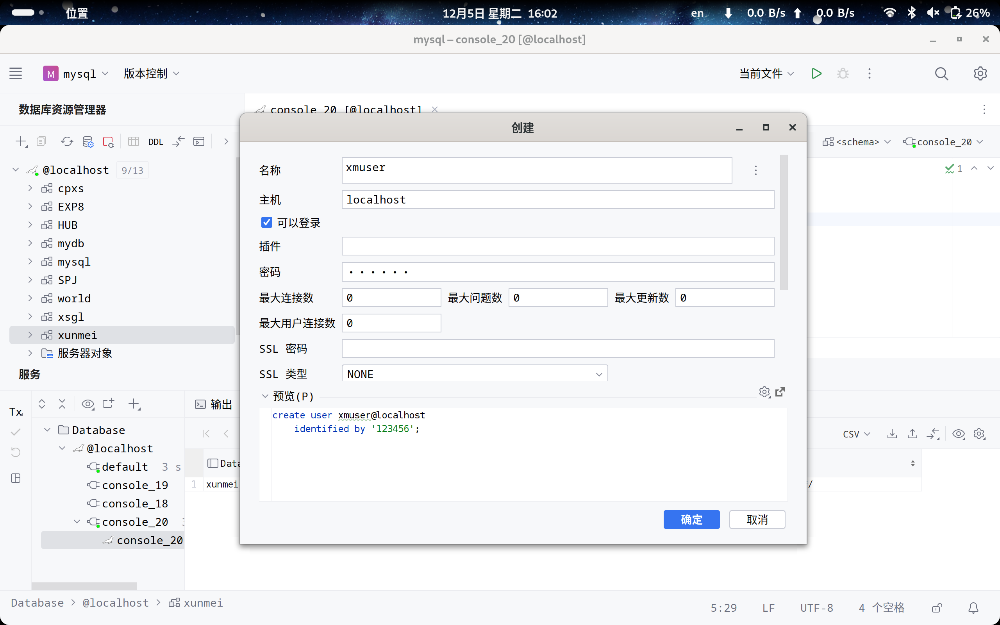 位置
12月5日 星期二 16:02
en 0.0 B/s 0.0 B/s 26%
mysql – console_20 [@localhost]
M mysql 版本控制 当前文件
数据库资源管理器
console_20 [@localhost]
DDL
<schema> console_20
@localhost 9/13
1
cpxs
EXP8
HUB
mydb
mysql
SPJ
world
xsgl
xunmei
服务器对象
创建
名称 xmuser
主机 localhost
可以登录
插件
密码 ······
最大连接数 0 最大问题数 0 最大更新数 0
最大用户连接数 0
SSL 密码
SSL 类型 NONE
预览(P)
create user xmuser@localhost
identified by '123456';
确定 取消
服务
Tx
输出
Database
@localhost
default 3 s
console_19
console_18
console_20
console_20
CSV
Data
1 xunmei
/
Database > @localhost > xunmei
5:29 LF UTF-8 4 个空格